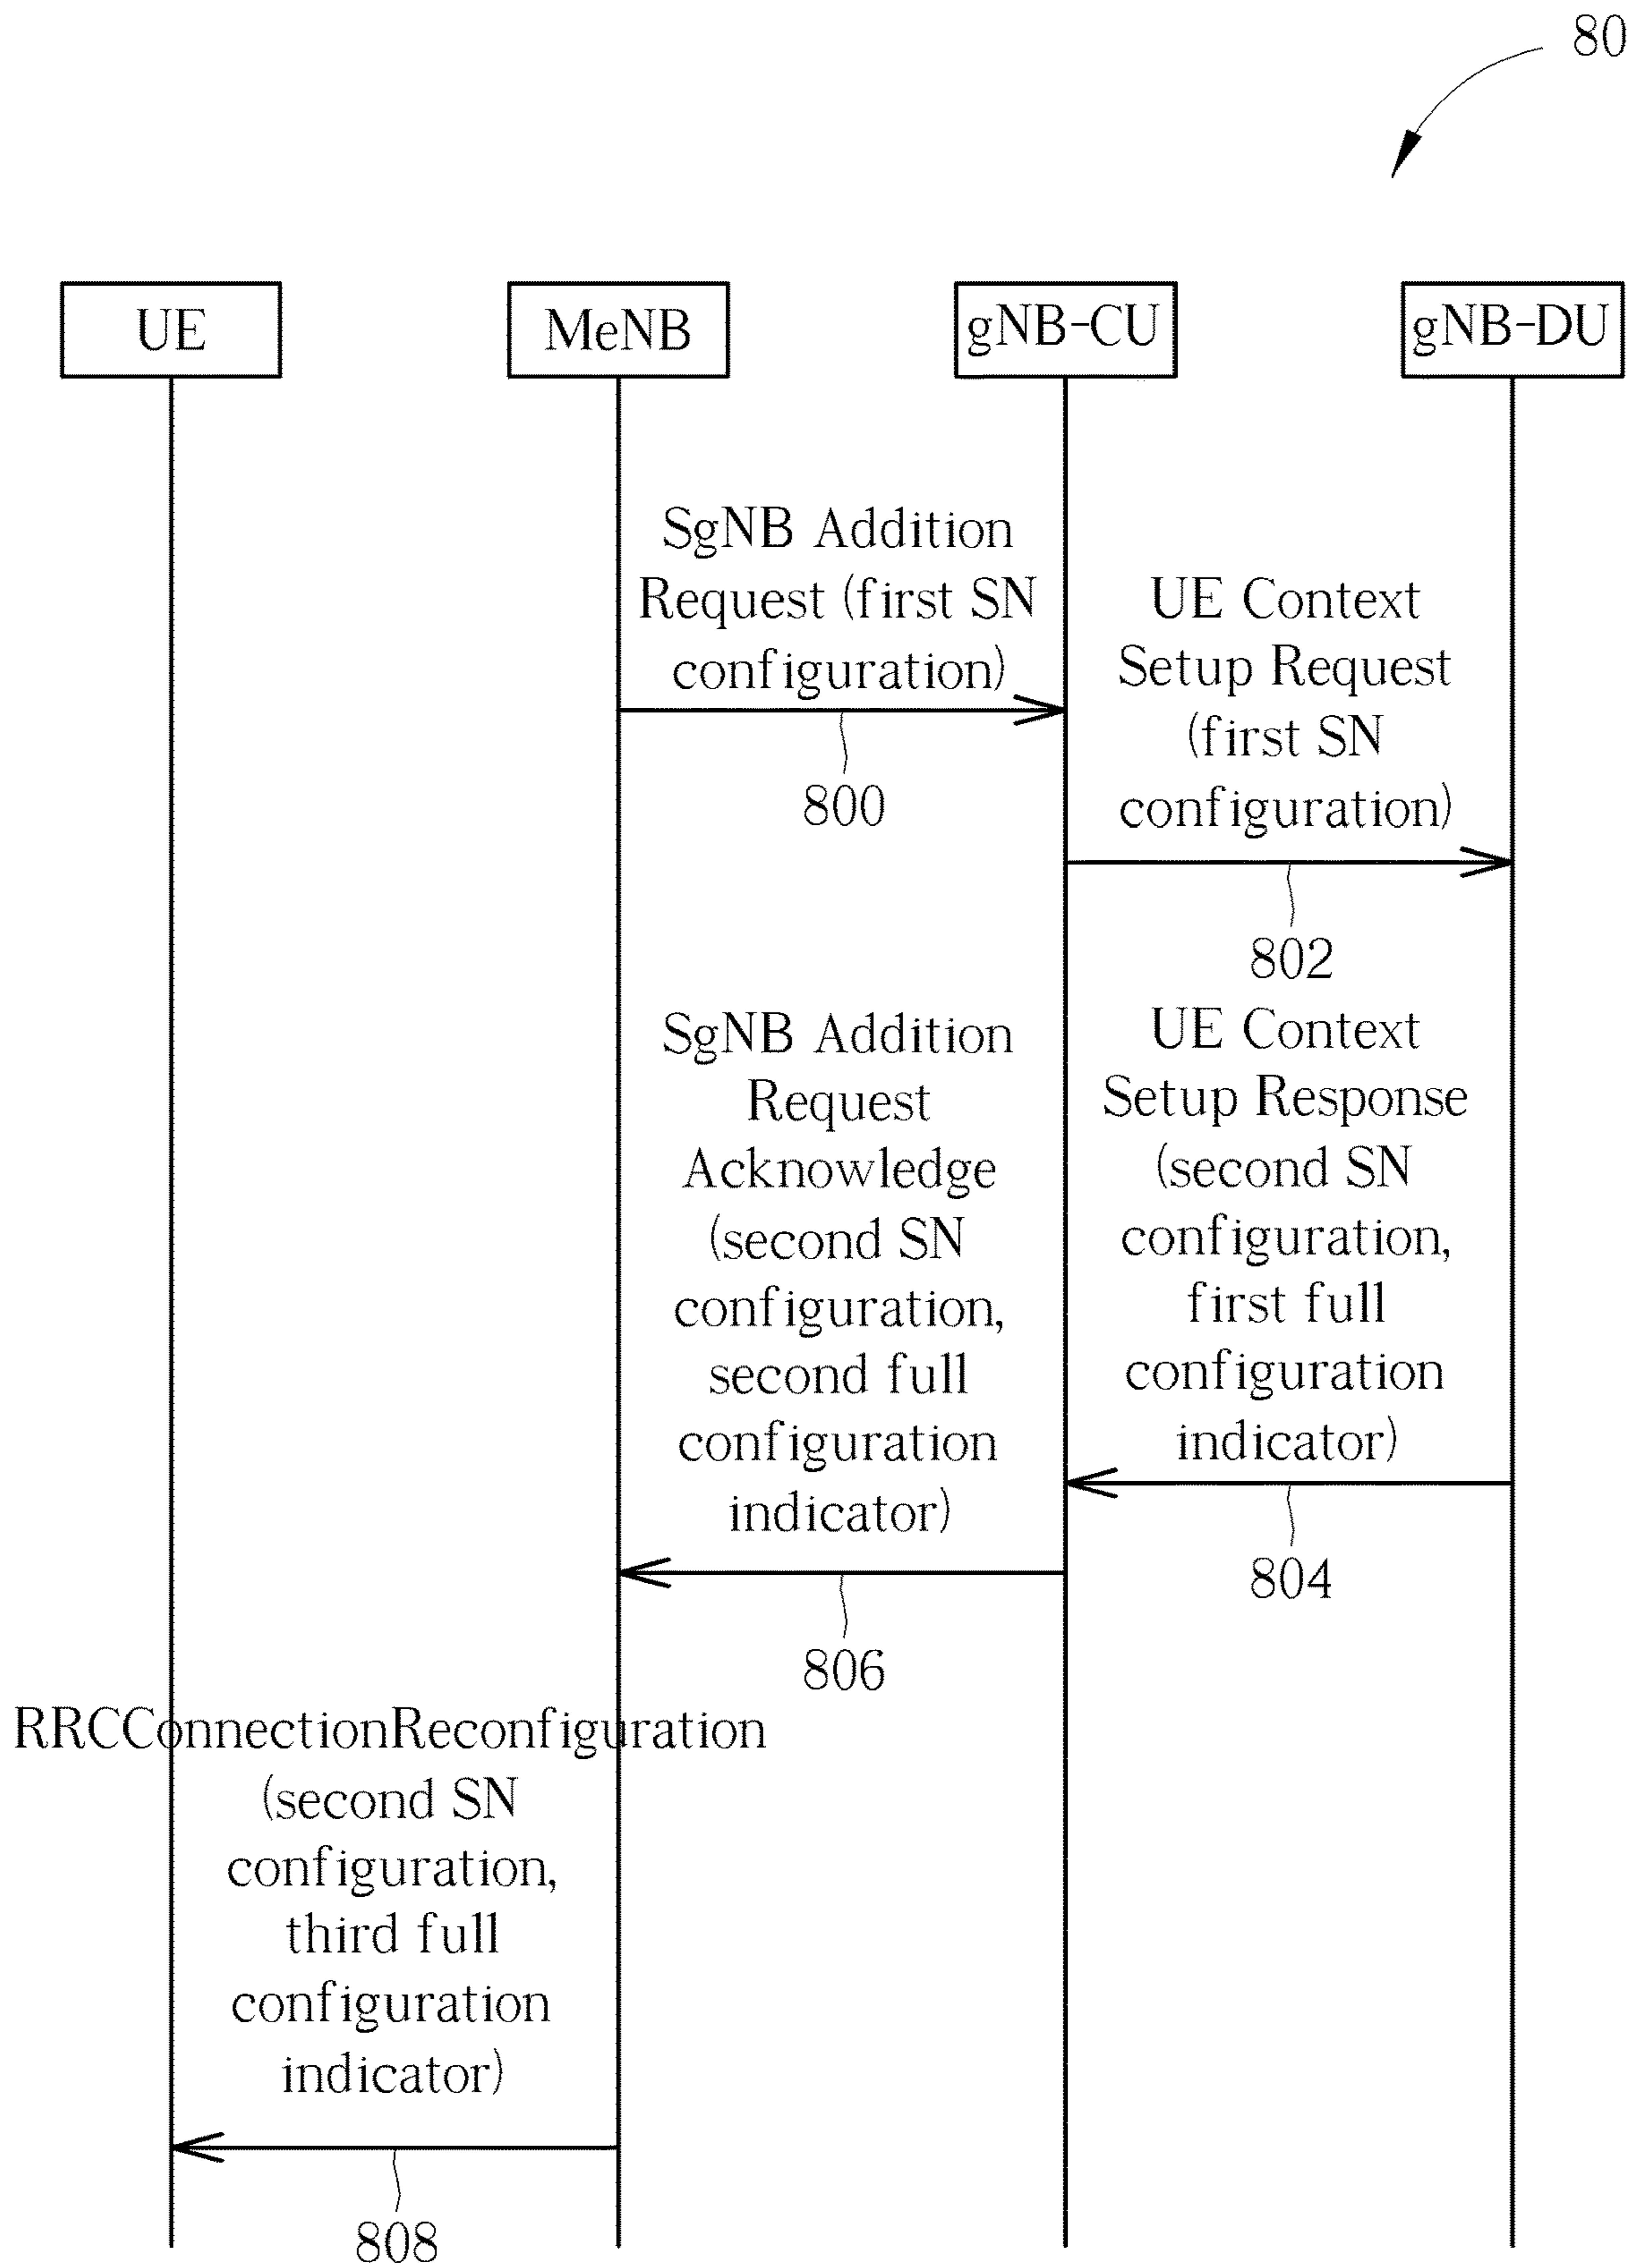 80
UE
MeNB
gNB-CU
gNB-DU
SgNB Addition
Request (first SN
configuration)
800
UE Context
Setup Request
(first SN
configuration)
802
SgNB Addition
Request
Acknowledge
(second SN
configuration,
second full
configuration
indicator)
806
UE Context
Setup Response
(second SN
configuration,
first full
configuration
indicator)
804
RRCConnectionReconfiguration
(second SN
configuration,
third full
configuration
indicator)
808